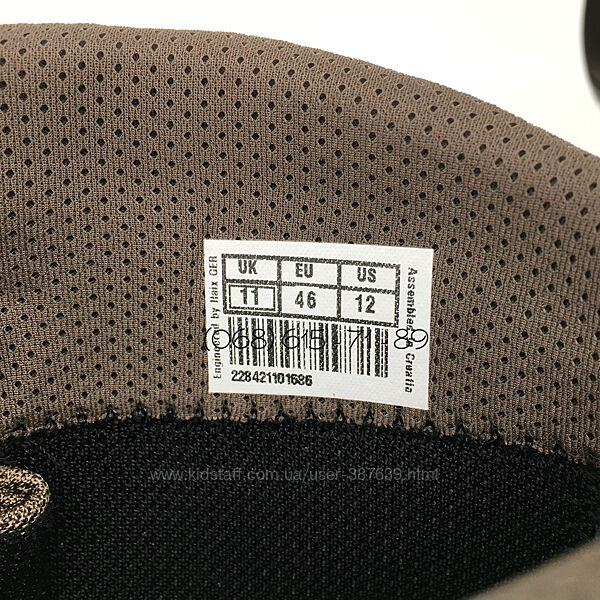 Engineered by Haix GER
UK EU US
11 46 12
(068) 615 71 89
228421101686
Assembled in Croatia
www.kidstaff.com.ua/user-387639.html